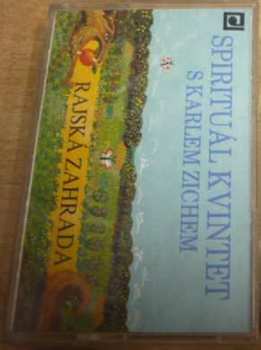 SPIRITUÁL KVINTET
S KARLEM ZICHEM
RAJSKÁ ZAHRADA